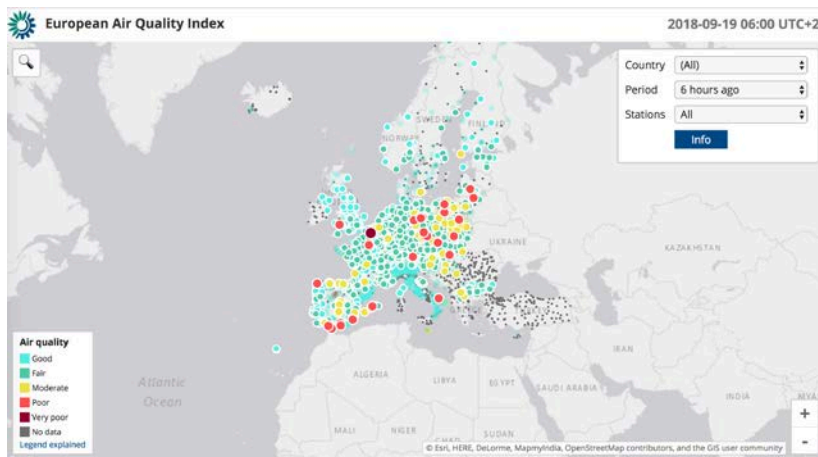 European Air Quality Index
2018-09-19 06:00 UTC+2
Country (All)
Period 6 hours ago
Stations All
Info
SWEDEN
FINLAND
NORWAY
UKRAINE
KAZAKHSTAN
IRAN
ALGERIA
LIBYA
EGYPT
SAUDI ARABIA
INDIA
MALI
NIGER
CHAD
SUDAN
Atlantic
Ocean
Air quality
Good
Fair
Moderate
Poor
Very poor
No data
Legend explained
+
-
© Esri, HERE, DeLorme, MapmyIndia, OpenStreetMap contributors, and the GIS user community